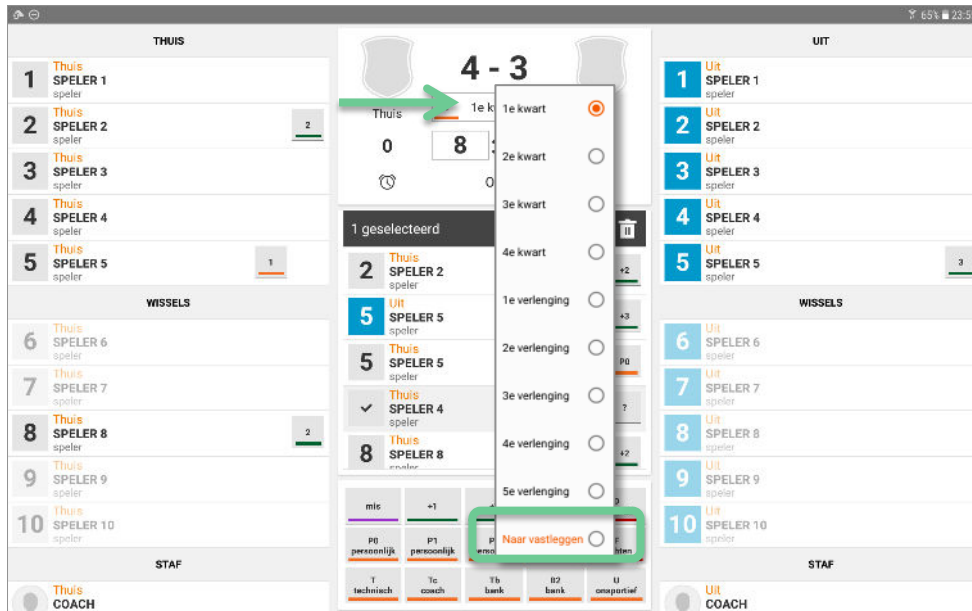 65% 23:5
THUIS
1
Thuis
SPELER 1
speler
2
Thuis
SPELER 2
speler
2
3
Thuis
SPELER 3
speler
4
Thuis
SPELER 4
speler
5
Thuis
SPELER 5
speler
1
WISSELS
6
Thuis
SPELER 6
speler
7
Thuis
SPELER 7
speler
8
Thuis
SPELER 8
speler
2
9
Thuis
SPELER 9
speler
10
Thuis
SPELER 10
speler
STAF
Thuis
COACH
4 - 3
Thuis
1e k
0
8 :
0
1 geselecteerd
2
Thuis
SPELER 2
speler
+2
5
Uit
SPELER 5
speler
+3
5
Thuis
SPELER 5
speler
P0
Thuis
SPELER 4
speler
?
8
Thuis
SPELER 8
speler
+2
mis
+1
P0
persoonlijk
P1
persoonlijk
T
technisch
Tc
coach
Tb
bank
B2
bank
U
onsportief
1e kwart
2e kwart
3e kwart
4e kwart
1e verlenging
2e verlenging
3e verlenging
4e verlenging
5e verlenging
Naar vastleggen
UIT
1
Uit
SPELER 1
speler
2
Uit
SPELER 2
speler
3
Uit
SPELER 3
speler
4
Uit
SPELER 4
speler
5
Uit
SPELER 5
speler
3
WISSELS
6
Uit
SPELER 6
speler
7
Uit
SPELER 7
speler
8
Uit
SPELER 8
speler
9
Uit
SPELER 9
speler
10
Uit
SPELER 10
speler
STAF
Uit
COACH